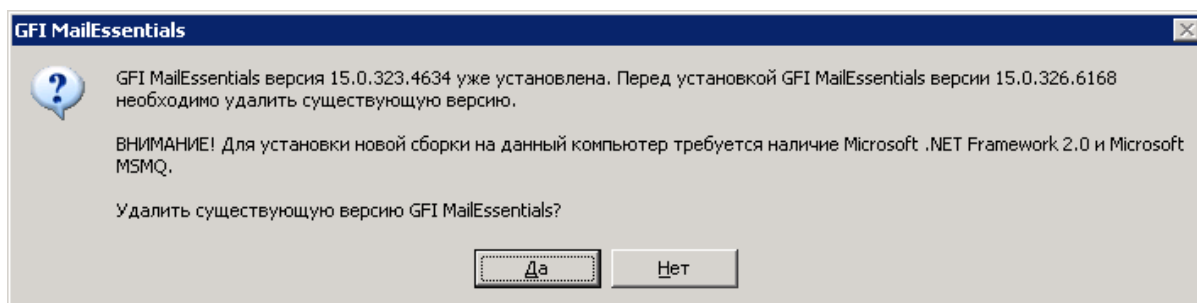 GFI MailEssentials
GFI MailEssentials версия 15.0.323.4634 уже установлена. Перед установкой GFI MailEssentials версии 15.0.326.6168
необходимо удалить существующую версию.
ВНИМАНИЕ! Для установки новой сборки на данный компьютер требуется наличие Microsoft .NET Framework 2.0 и Microsoft
MSMQ.
Удалить существующую версию GFI MailEssentials?
Да
Нет